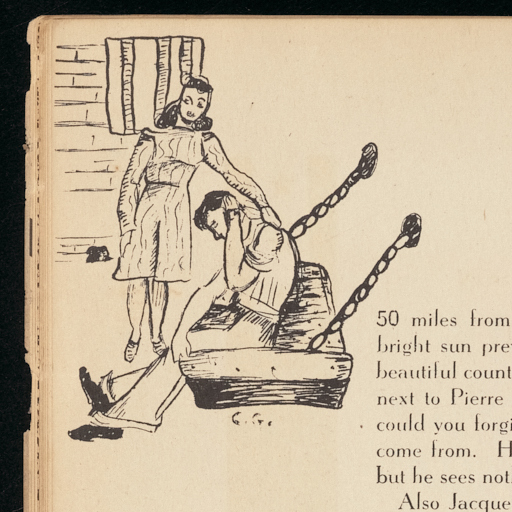 G. G.
50 miles from
bright sun pre
beautiful count
next to Pierre
could you forgi
come from. H
but he sees not
Also Jacque